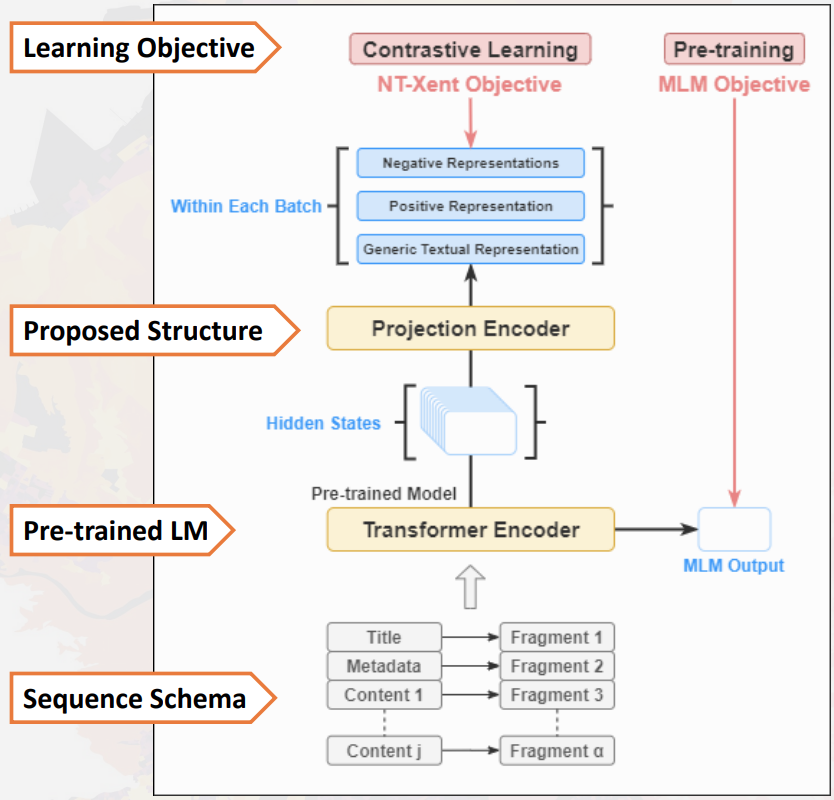 Learning Objective
Contrastive Learning
Pre-training
NT-Xent Objective
MLM Objective
Negative Representations
Within Each Batch
Positive Representation
Generic Textual Representation
Proposed Structure
Projection Encoder
Hidden States
Pre-trained Model
Pre-trained LM
Transformer Encoder
MLM Output
Title
Fragment 1
Metadata
Fragment 2
Sequence Schema
Content 1
Fragment 3
Content j
Fragment α